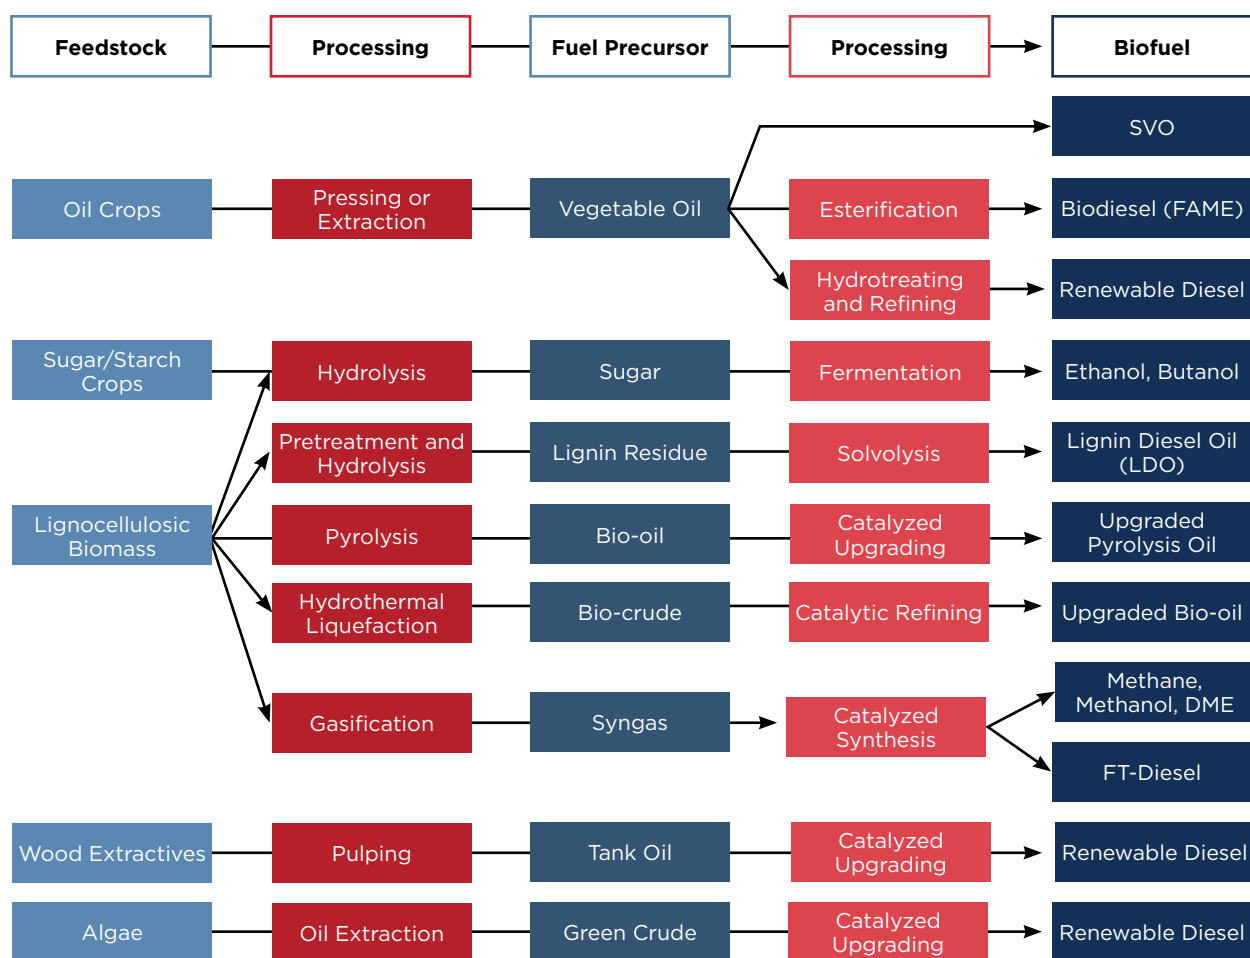 Feedstock
Processing
Fuel Precursor
Processing
Biofuel
SVO
Oil Crops
Pressing or
Extraction
Vegetable Oil
Esterification
Biodiesel (FAME)
Hydrotreating
and Refining
Renewable Diesel
Sugar/Starch
Crops
Hydrolysis
Sugar
Fermentation
Ethanol, Butanol
Pretreatment and
Hydrolysis
Lignin Residue
Solvolysis
Lignin Diesel Oil
(LDO)
Lignocellulosic
Biomass
Pyrolysis
Bio-oil
Catalyzed
Upgrading
Upgraded
Pyrolysis Oil
Hydrothermal
Liquefaction
Bio-crude
Catalytic Refining
Upgraded Bio-oil
Gasification
Syngas
Catalyzed
Synthesis
Methane,
Methanol, DME
FT-Diesel
Wood Extractives
Pulping
Tank Oil
Catalyzed
Upgrading
Renewable Diesel
Algae
Oil Extraction
Green Crude
Catalyzed
Upgrading
Renewable Diesel